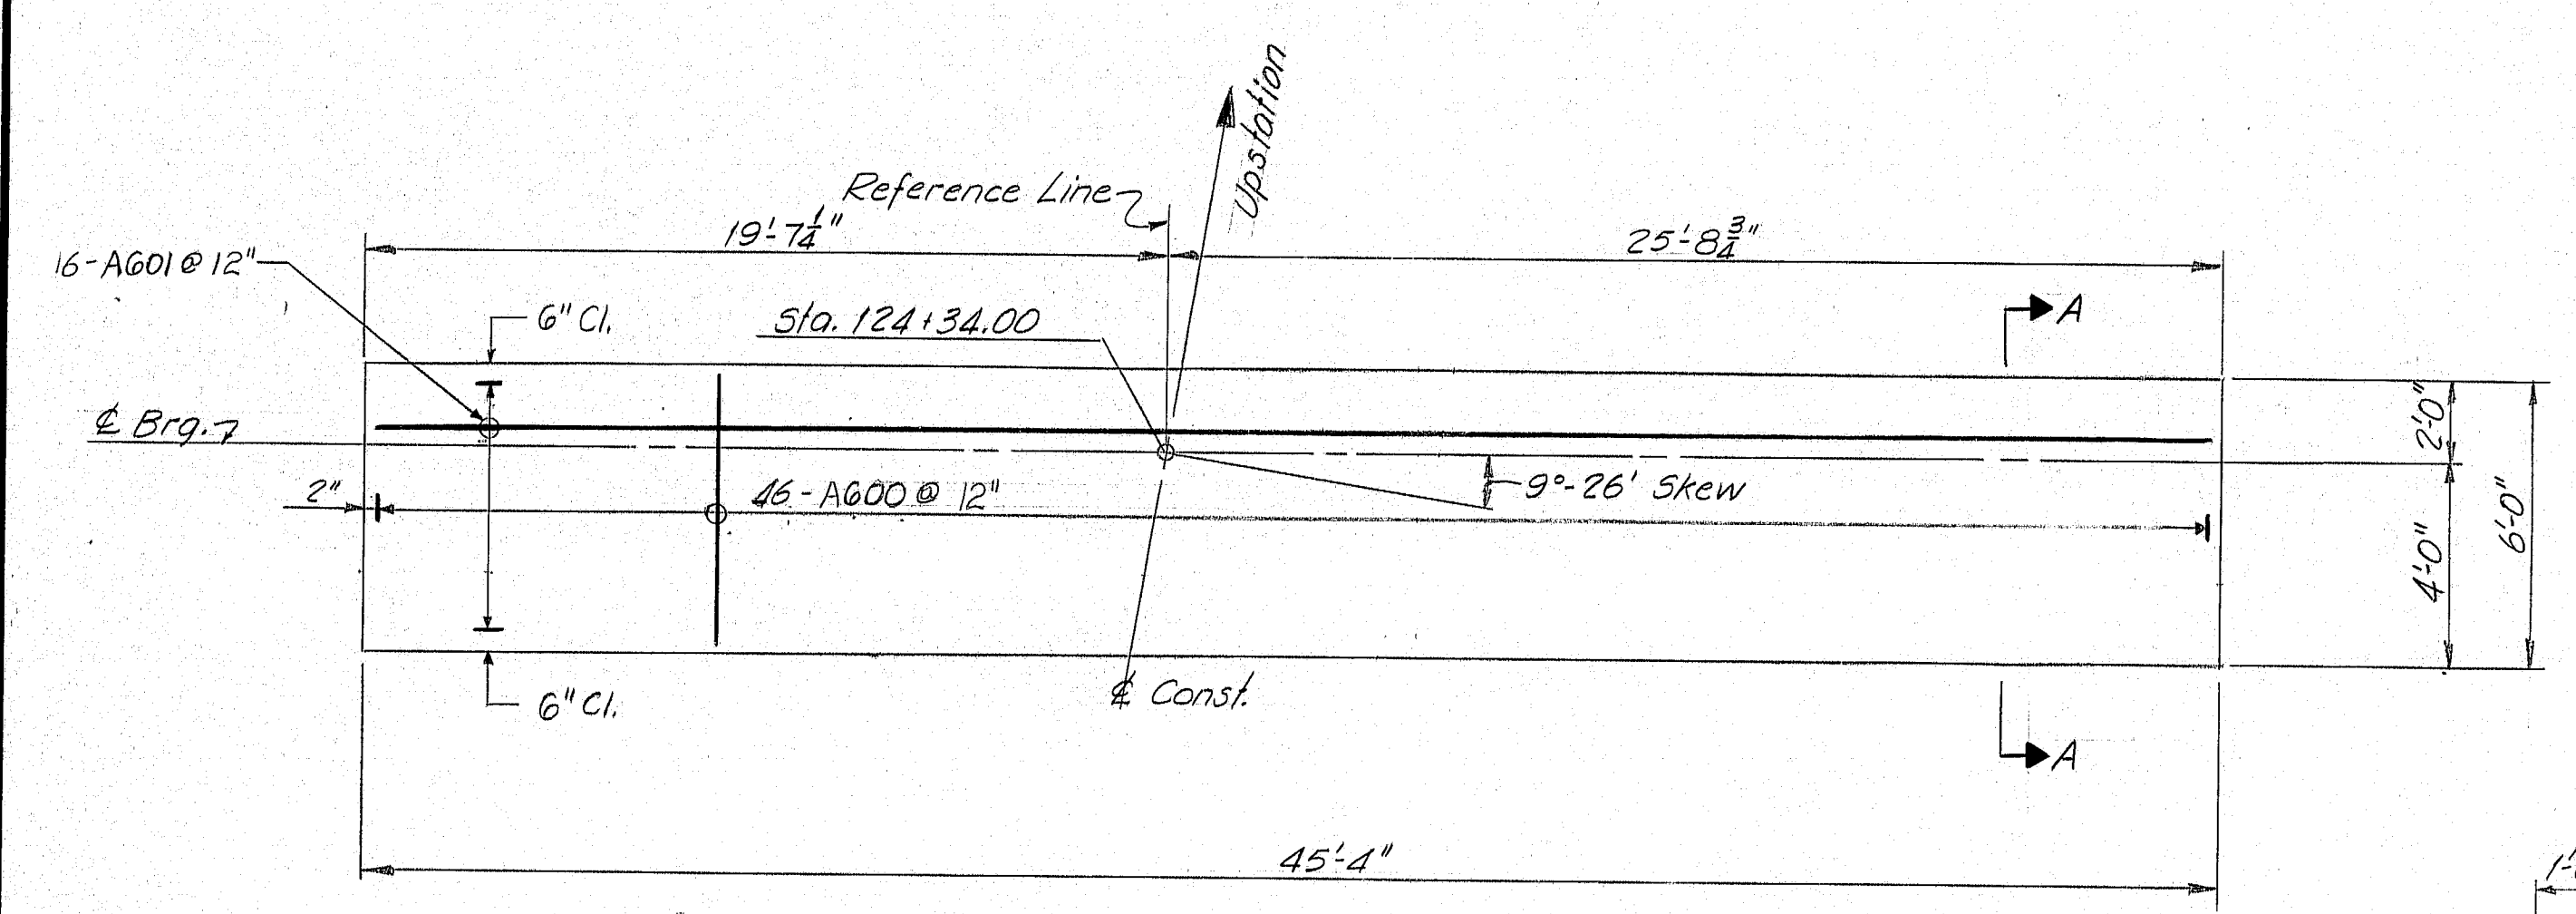 Upstation
Reference Line
19'-7¼"
25'-8¾"
16-A601 @ 12"
6" Cl.
Sta. 124+34.00
A
℄ Brg.
2'-0"
2"
46-A600 @ 12"
9°-26' Skew
4'-0"
6'-0"
6" Cl.
℄ Const.
A
45'-4"